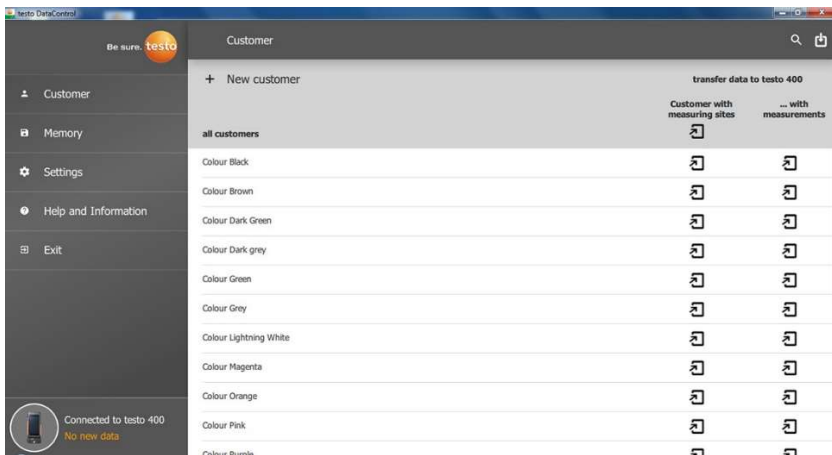 testo DataControl
Be sure. testo
Customer
Memory
Settings
Help and Information
Exit
Connected to testo 400
No new data
Customer
+ New customer
transfer data to testo 400
Customer with
measuring sites
... with
measurements
all customers
Colour Black
Colour Brown
Colour Dark Green
Colour Dark grey
Colour Green
Colour Grey
Colour Lightning White
Colour Magenta
Colour Orange
Colour Pink
Colour Purple